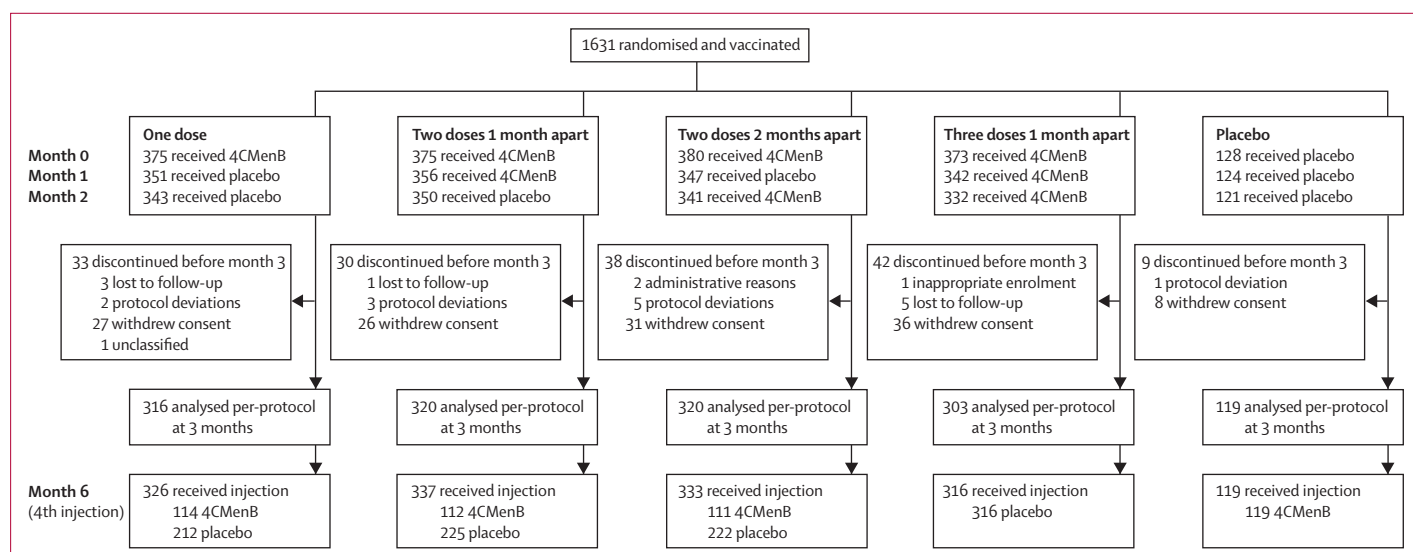 1631 randomised and vaccinated
Month 0
Month 1
Month 2
One dose
375 received 4CMenB
351 received placebo
343 received placebo
Two doses 1 month apart
375 received 4CMenB
356 received 4CMenB
350 received placebo
Two doses 2 months apart
380 received 4CMenB
347 received placebo
341 received 4CMenB
Three doses 1 month apart
373 received 4CMenB
342 received 4CMenB
332 received 4CMenB
Placebo
128 received placebo
124 received placebo
121 received placebo
33 discontinued before month 3
3 lost to follow-up
2 protocol deviations
27 withdrew consent
1 unclassified
30 discontinued before month 3
1 lost to follow-up
3 protocol deviations
26 withdrew consent
38 discontinued before month 3
2 administrative reasons
5 protocol deviations
31 withdrew consent
42 discontinued before month 3
1 inappropriate enrolment
5 lost to follow-up
36 withdrew consent
9 discontinued before month 3
1 protocol deviation
8 withdrew consent
316 analysed per-protocol
at 3 months
320 analysed per-protocol
at 3 months
320 analysed per-protocol
at 3 months
303 analysed per-protocol
at 3 months
119 analysed per-protocol
at 3 months
Month 6
(4th injection)
326 received injection
114 4CMenB
212 placebo
337 received injection
112 4CMenB
225 placebo
333 received injection
111 4CMenB
222 placebo
316 received injection
316 placebo
119 received injection
119 4CMenB